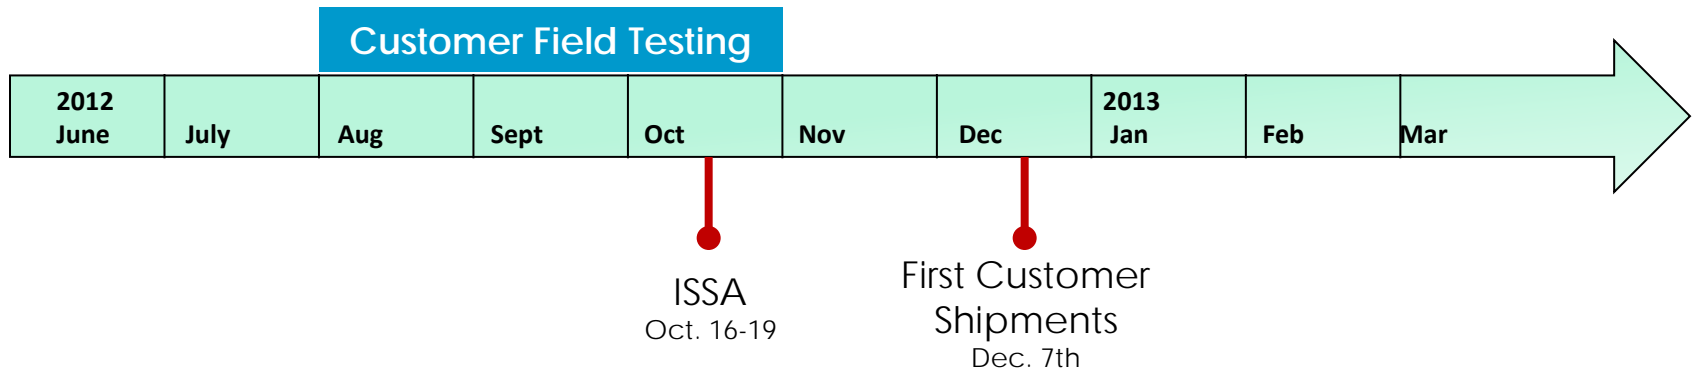 Customer Field Testing
2012 2013
June July Aug Sept Oct Nov Dec Jan Feb Mar
ISSA
Oct. 16-19
First Customer
Shipments
Dec. 7th